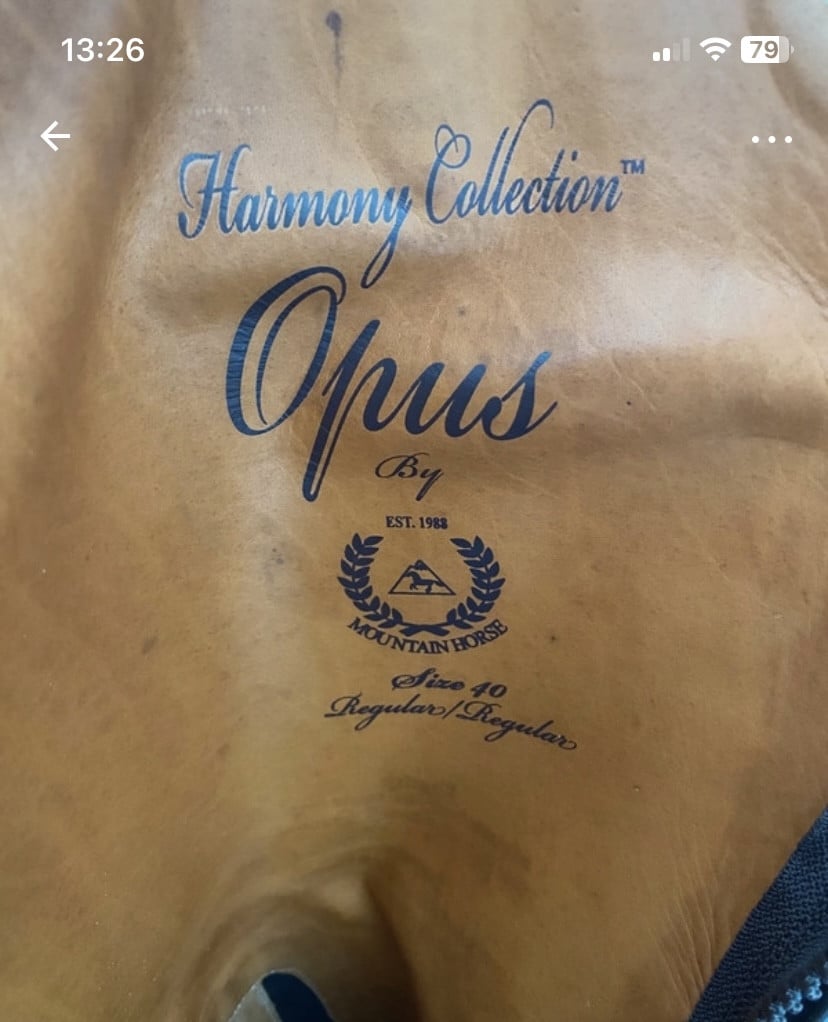 13:26
79
Harmony Collection™
Opus
By
EST. 1988
MOUNTAIN HORSE
Size 40
Regular/Regular